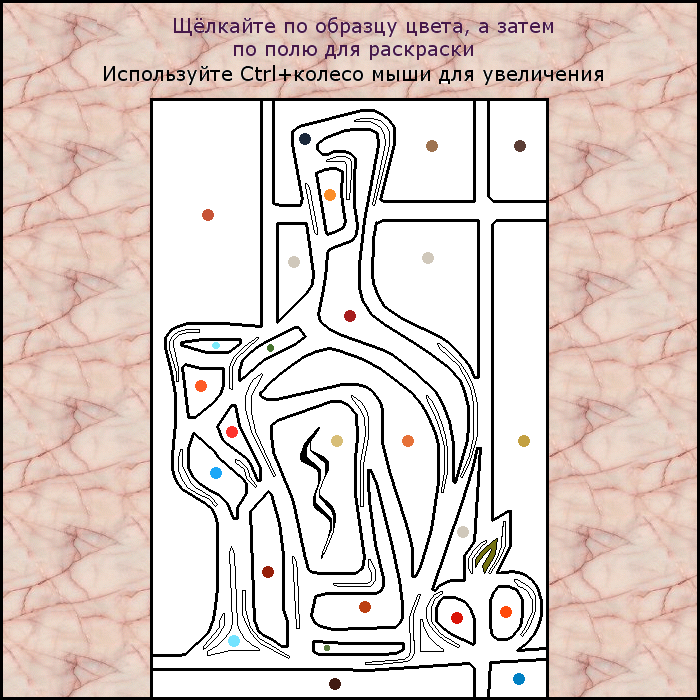 Щёлкайте по образцу цвета, а затем
по полю для раскраски
Используйте Ctrl+колесо мыши для увеличения